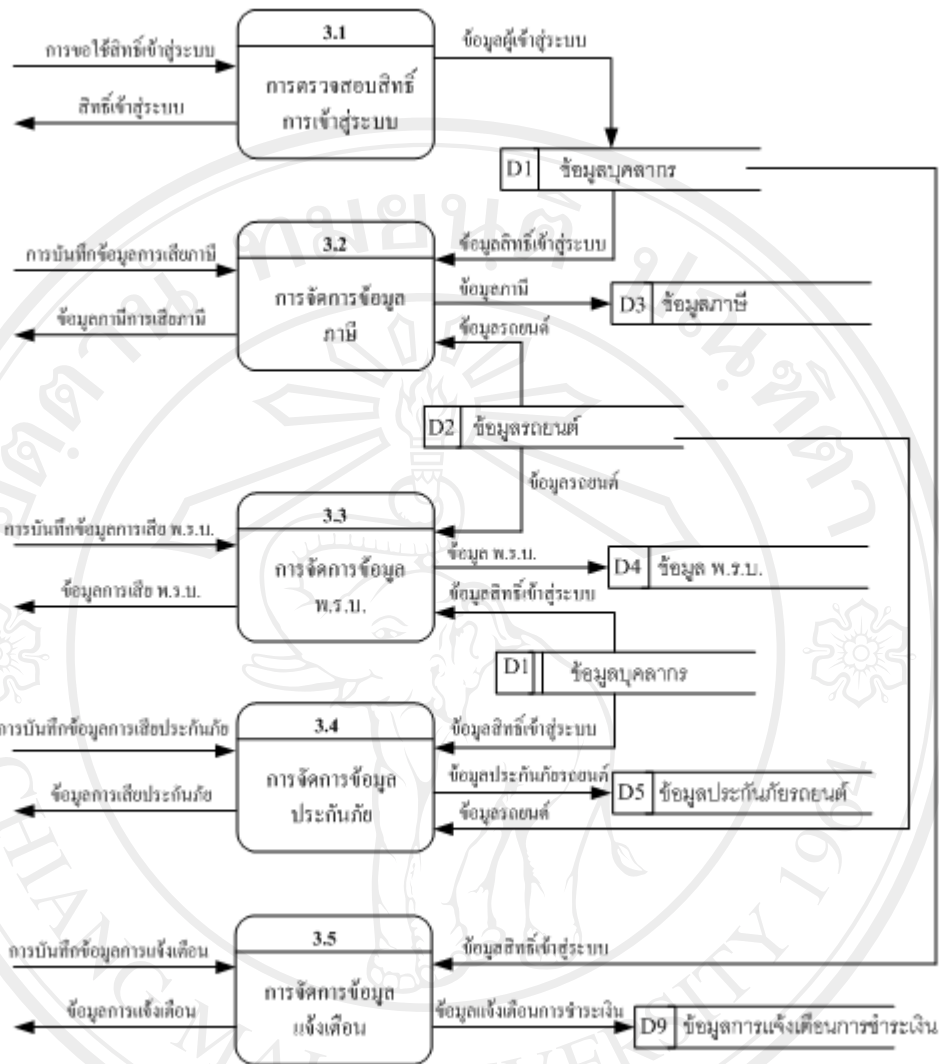 3.1
การขอใช้สิทธิ์เข้าสู่ระบบ
ข้อมูลผู้เข้าสู่ระบบ
การตรวจสอบสิทธิ์
การเข้าสู่ระบบ
สิทธิ์เข้าสู่ระบบ
D1 ข้อมูลบุคลากร
3.2
การบันทึกข้อมูลการเสียภาษี
ข้อมูลสิทธิ์เข้าสู่ระบบ
การจัดการข้อมูล
ภาษี
ข้อมูลภาษี
D3 ข้อมูลภาษี
ข้อมูลภาษีการเสียภาษี
ข้อมูลรถยนต์
D2 ข้อมูลรถยนต์
ข้อมูลรถยนต์
3.3
การบันทึกข้อมูลการเสีย พ.ร.บ.
การจัดการข้อมูล
พ.ร.บ.
ข้อมูล พ.ร.บ.
D4 ข้อมูล พ.ร.บ.
ข้อมูลการเสีย พ.ร.บ.
ข้อมูลสิทธิ์เข้าสู่ระบบ
D1 ข้อมูลบุคลากร
3.4
การบันทึกข้อมูลการเสียประกันภัย
ข้อมูลสิทธิ์เข้าสู่ระบบ
การจัดการข้อมูล
ประกันภัย
ข้อมูลประกันภัยรถยนต์
D5 ข้อมูลประกันภัยรถยนต์
ข้อมูลการเสียประกันภัย
ข้อมูลรถยนต์
3.5
การบันทึกข้อมูลการแจ้งเตือน
ข้อมูลสิทธิ์เข้าสู่ระบบ
การจัดการข้อมูล
แจ้งเตือน
ข้อมูลการแจ้งเตือน
ข้อมูลแจ้งเตือนการชำระเงิน
D9 ข้อมูลการแจ้งเตือนการชำระเงิน